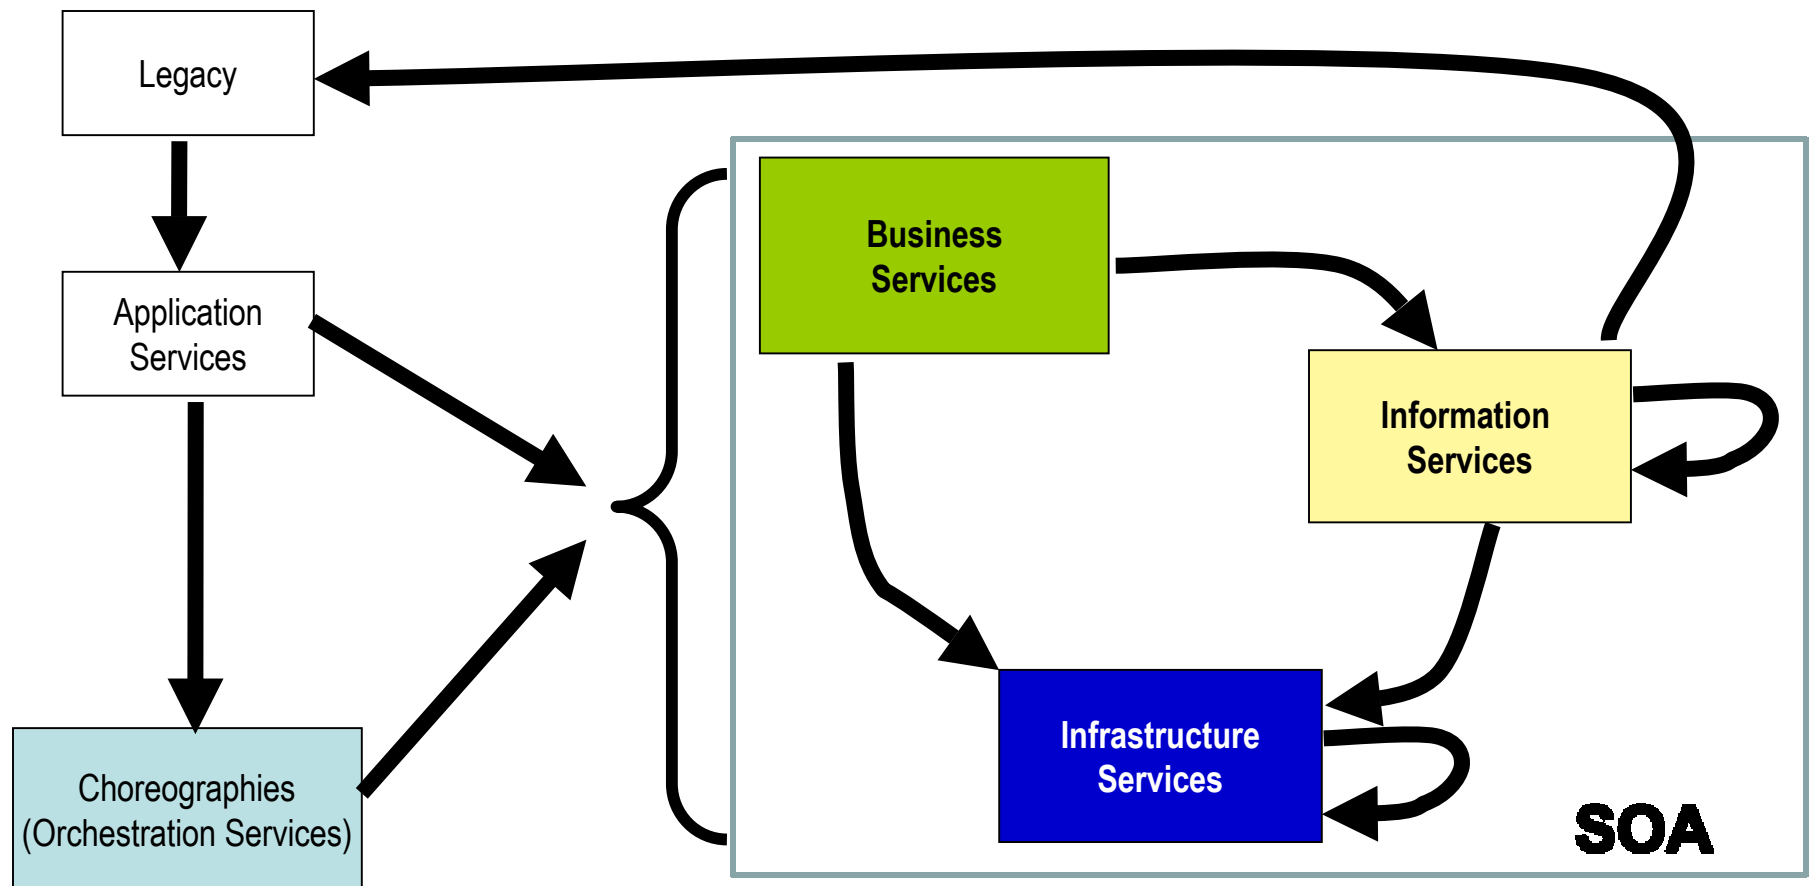 Legacy
Application
Services
Choreographies
(Orchestration Services)
Business
Services
Information
Services
Infrastructure
Services
SOA